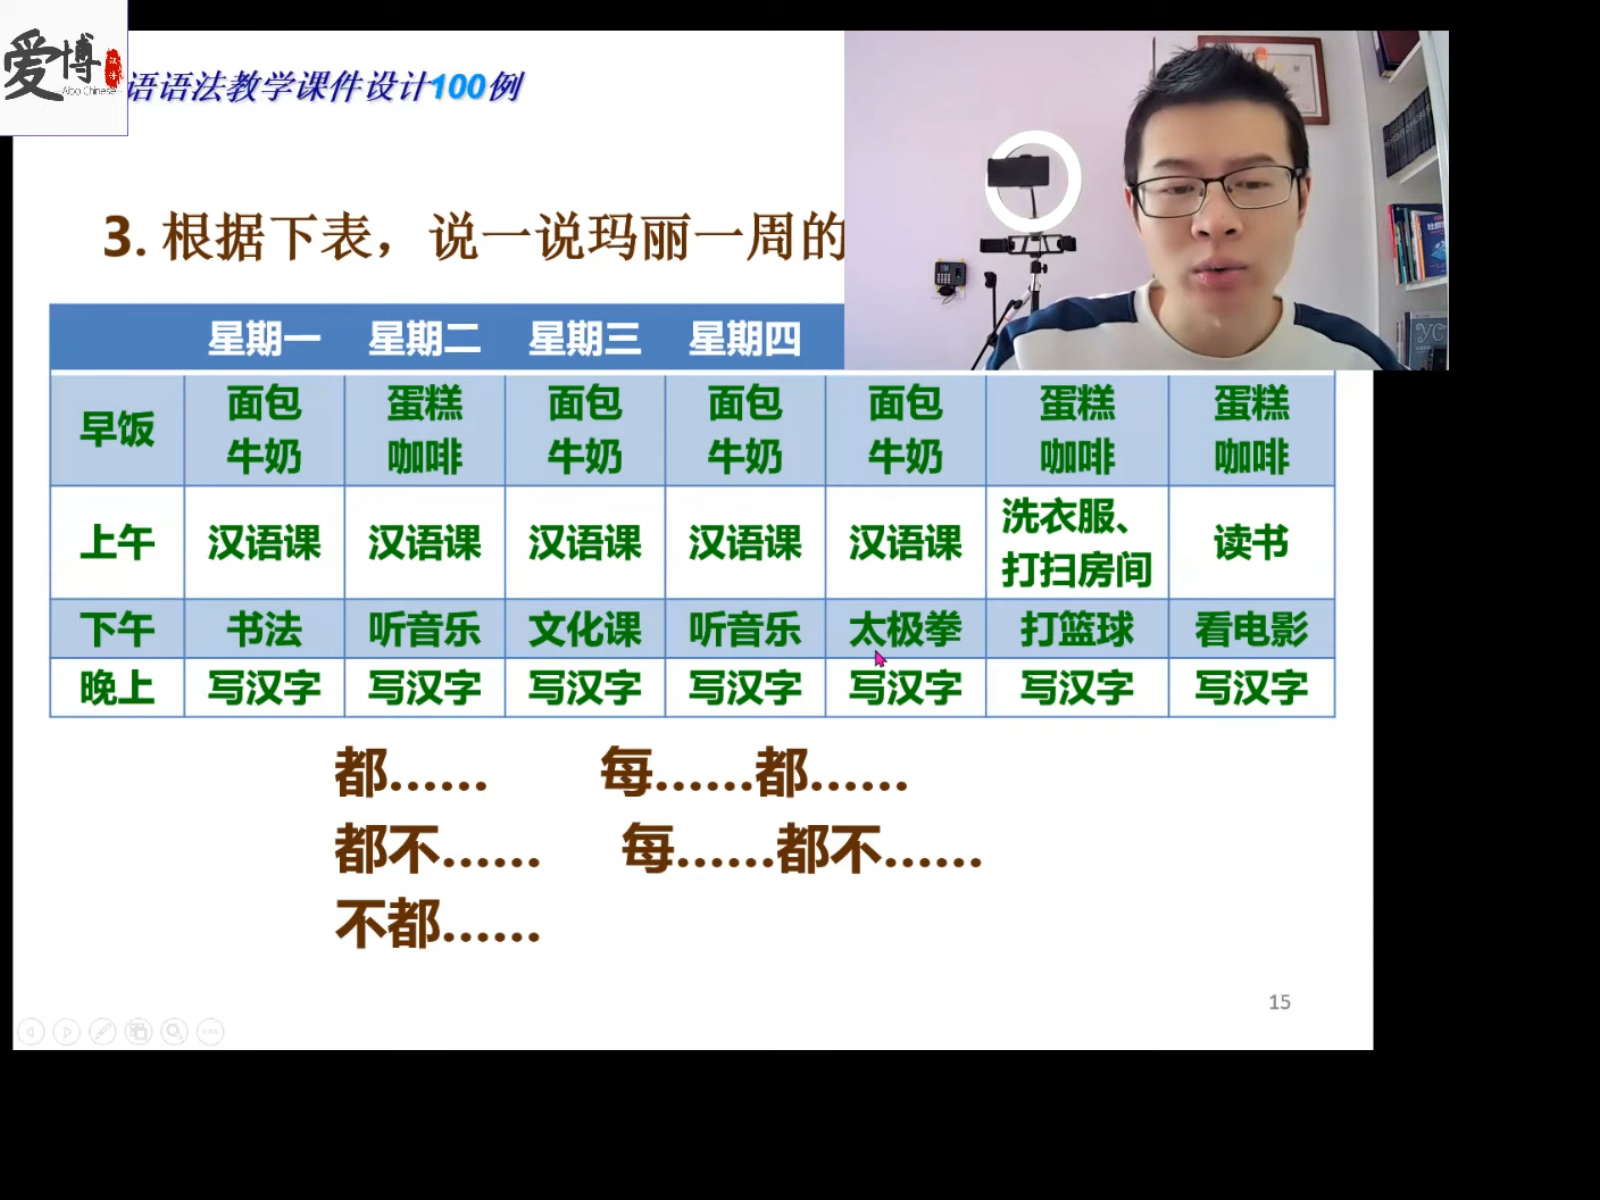 爱博
汉语
Aibo Chinese
语语法教学课件设计100例
3. 根据下表，说一说玛丽一周的
星期一 星期二 星期三 星期四
早饭 面包 牛奶 蛋糕 咖啡 面包 牛奶 面包 牛奶 面包 牛奶 蛋糕 咖啡 蛋糕 咖啡
上午 汉语课 汉语课 汉语课 汉语课 汉语课 洗衣服、打扫房间 读书
下午 书法 听音乐 文化课 听音乐 太极拳 打篮球 看电影
晚上 写汉字 写汉字 写汉字 写汉字 写汉字 写汉字 写汉字
都…… 每……都……
都不…… 每……都不……
不都……
15